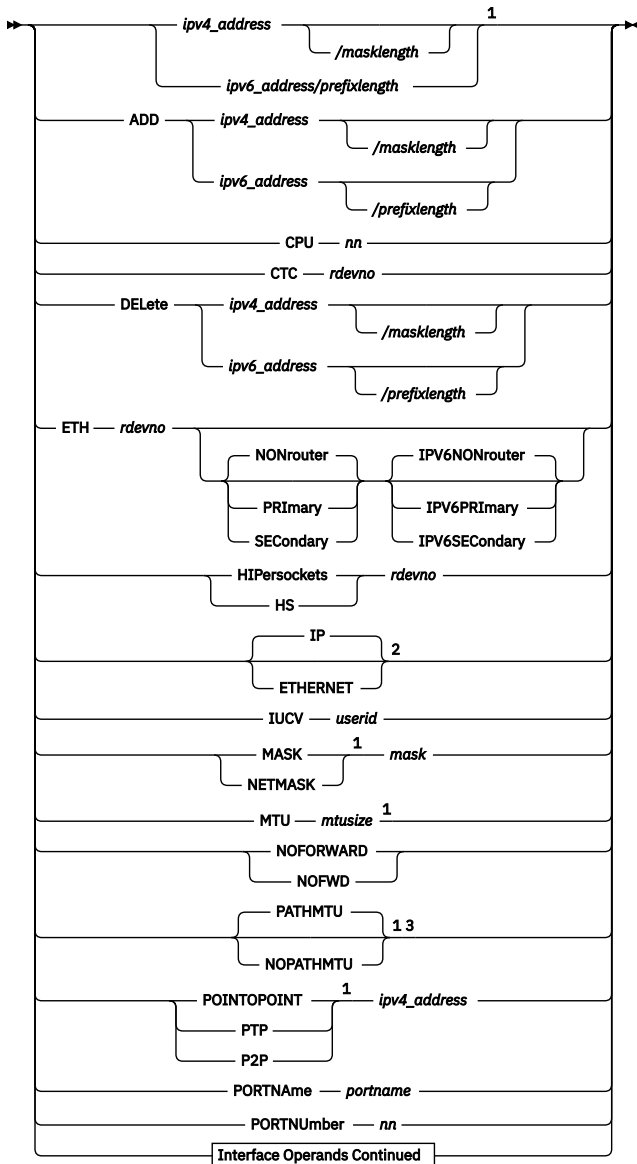 ipv4_address 1
/masklength
ipv6_address/prefixlength
ADD ipv4_address
/masklength
ipv6_address
/prefixlength
CPU nn
CTC rdevno
DELete ipv4_address
/masklength
ipv6_address
/prefixlength
ETH rdevno
NONrouter IPV6NONrouter
PRImary IPV6PRImary
SECondary IPV6SECondary
HIPersockets rdevno
HS
IP
2
ETHERNET
IUCV userid
MASK 1 mask
NETMASK
MTU mtusize 1
NOFORWARD
NOFWD
PATHMTU
1 3
NOPATHMTU
POINTOPOINT 1 ipv4_address
PTP
P2P
PORTNAme portname
PORTNUmber nn
Interface Operands Continued